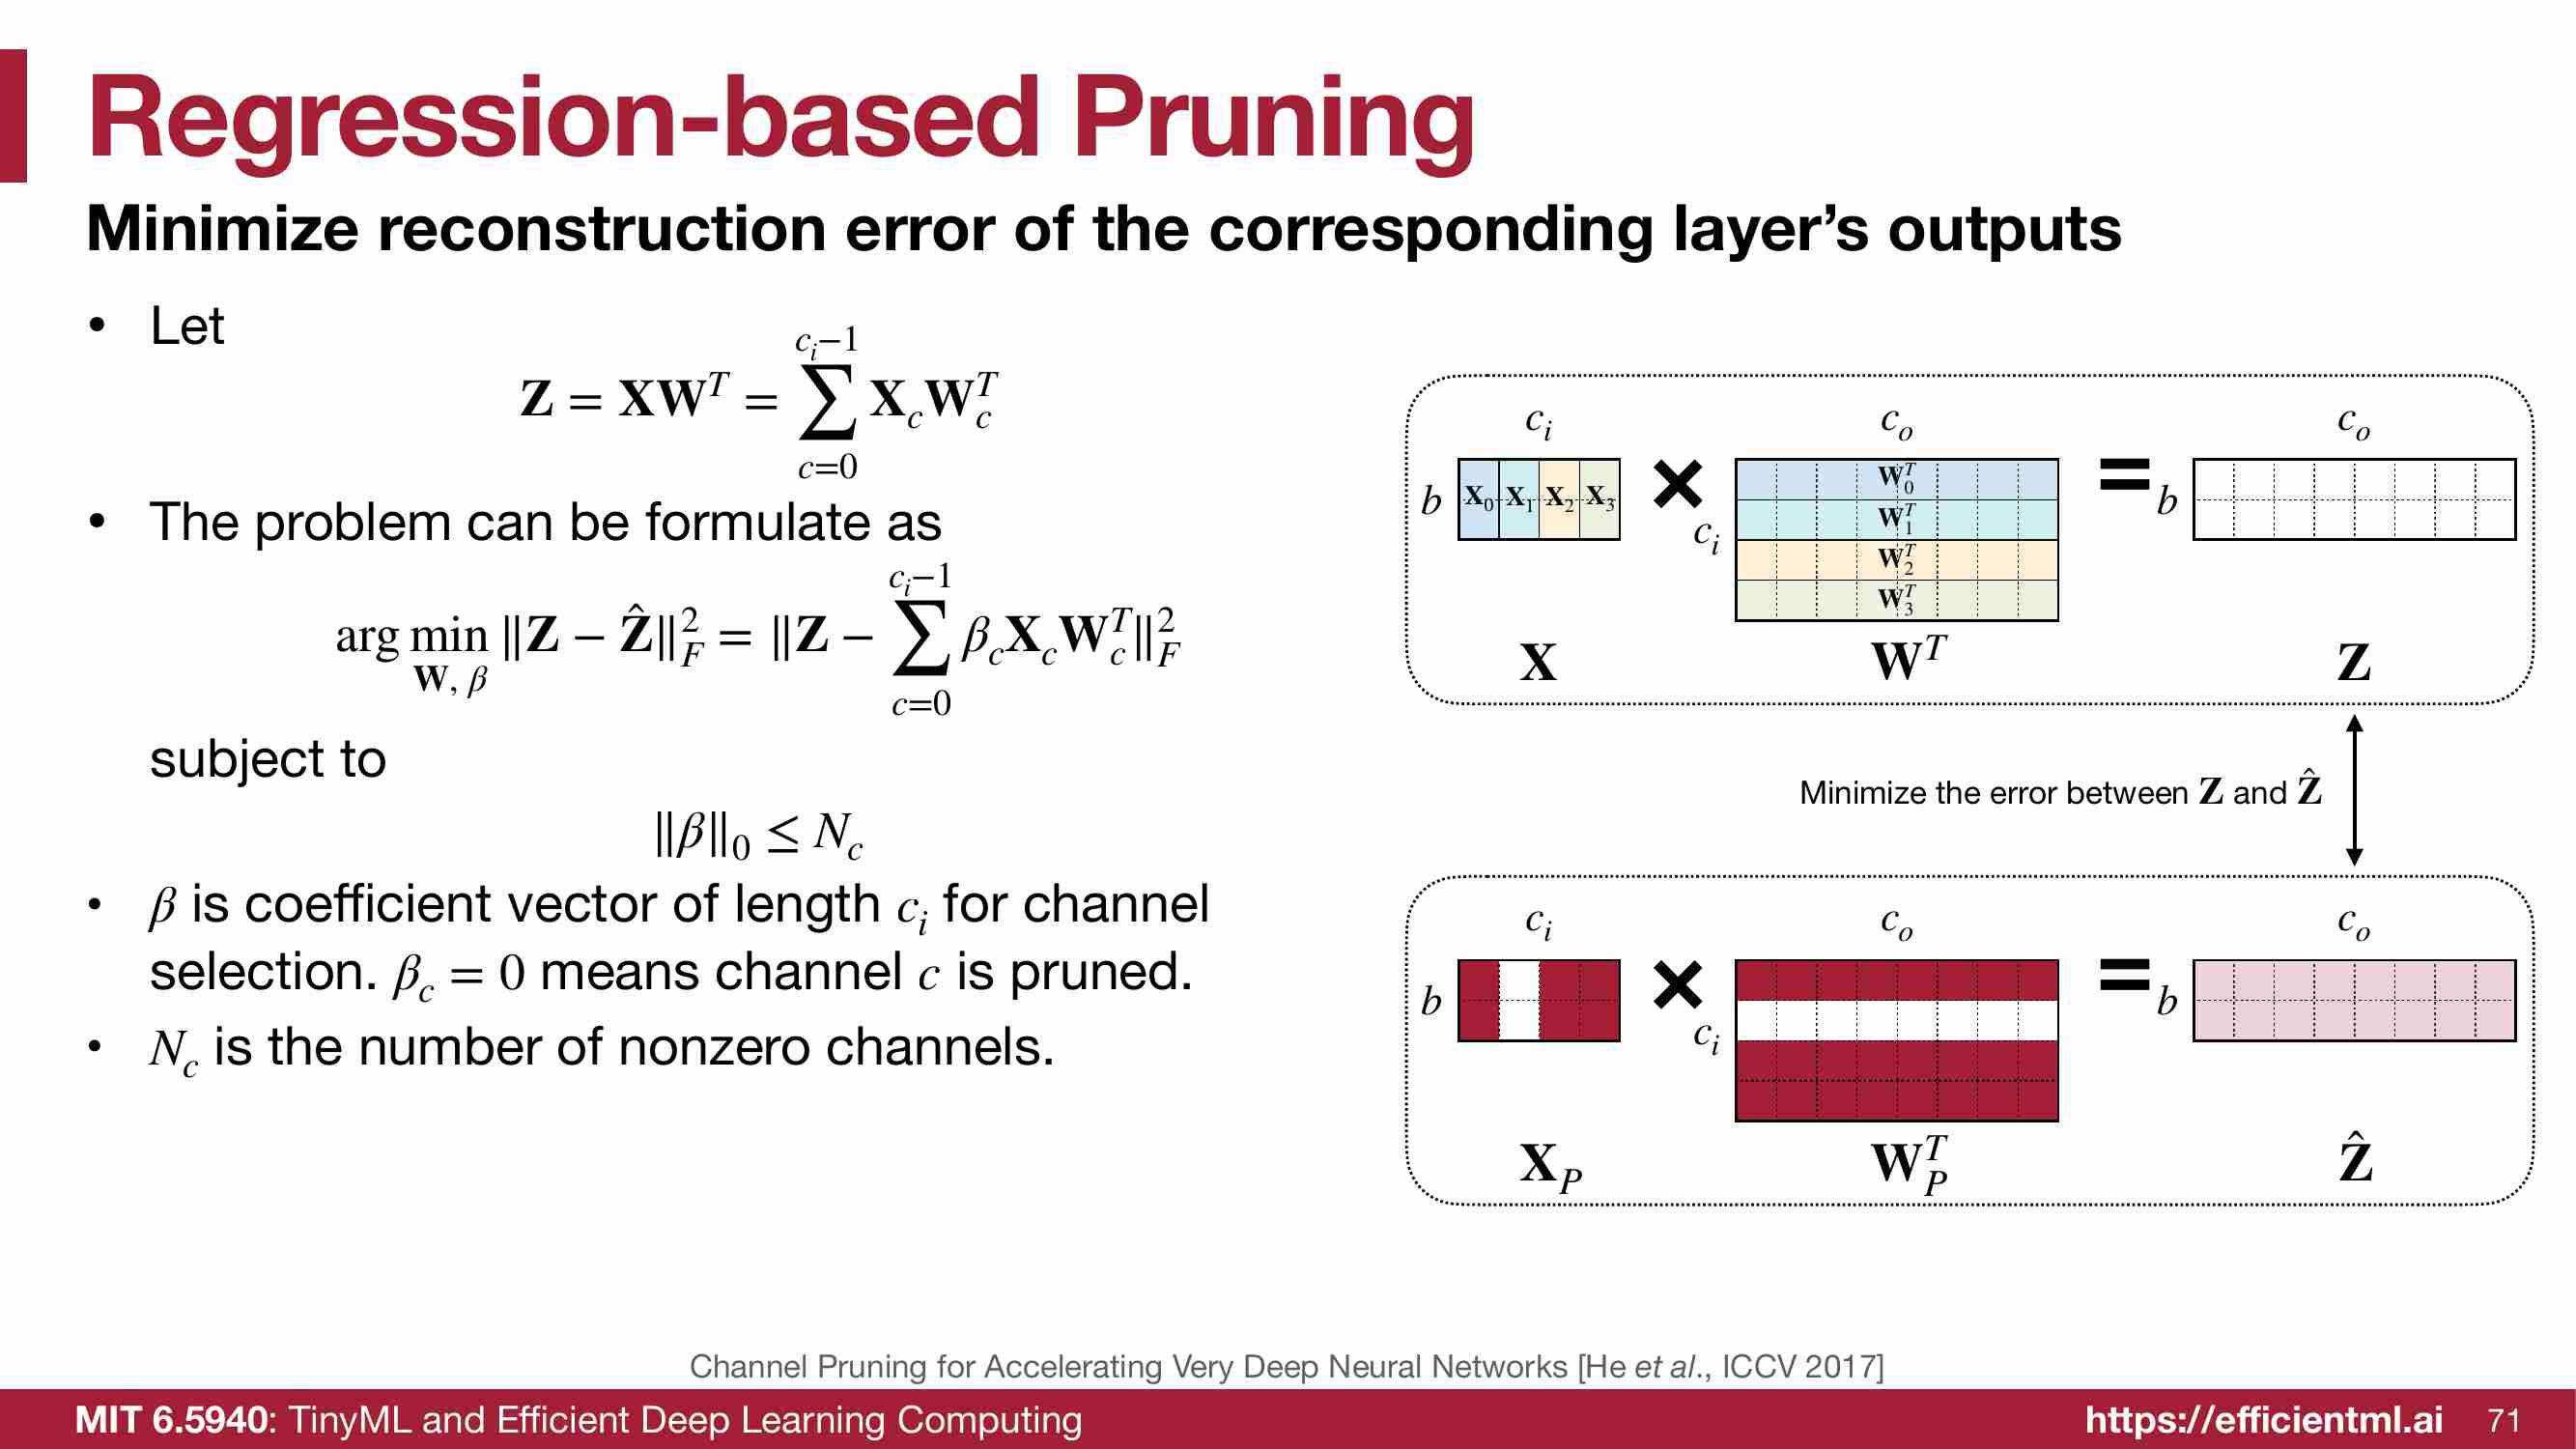 Regression-based Pruning
Minimize reconstruction error of the corresponding layer's outputs
• Let
$\mathbf{Z} = \mathbf{X}\mathbf{W}^T = \sum_{c=0}^{c_i-1} \mathbf{X}_c \mathbf{W}_c^T$
• The problem can be formulate as
$\arg\min_{\mathbf{W}, \beta} \|\mathbf{Z} - \hat{\mathbf{Z}}\|_F^2 = \|\mathbf{Z} - \sum_{c=0}^{c_i-1} \beta_c \mathbf{X}_c \mathbf{W}_c^T\|_F^2$
subject to
$\|\beta\|_0 \leq N_c$
• $\beta$ is coefficient vector of length $c_i$ for channel
selection. $\beta_c = 0$ means channel $c$ is pruned.
• $N_c$ is the number of nonzero channels.
$c_i$ $c_o$ $c_o$
$b$ $\mathbf{X}_0$ $\mathbf{X}_1$ $\mathbf{X}_2$ $\mathbf{X}_3$ × $c_i$ = $b$
$\mathbf{W}_0^T$
$\mathbf{W}_1^T$
$\mathbf{W}_2^T$
$\mathbf{W}_3^T$
$\mathbf{X}$ $\mathbf{W}^T$ $\mathbf{Z}$
Minimize the error between $\mathbf{Z}$ and $\hat{\mathbf{Z}}$
$c_i$ $c_o$ $c_o$
$b$ × $c_i$ = $b$
$\mathbf{X}_P$ $\mathbf{W}_P^T$ $\hat{\mathbf{Z}}$
Channel Pruning for Accelerating Very Deep Neural Networks [He et al., ICCV 2017]
MIT 6.5940: TinyML and Efficient Deep Learning Computing
https://efficientml.ai 71